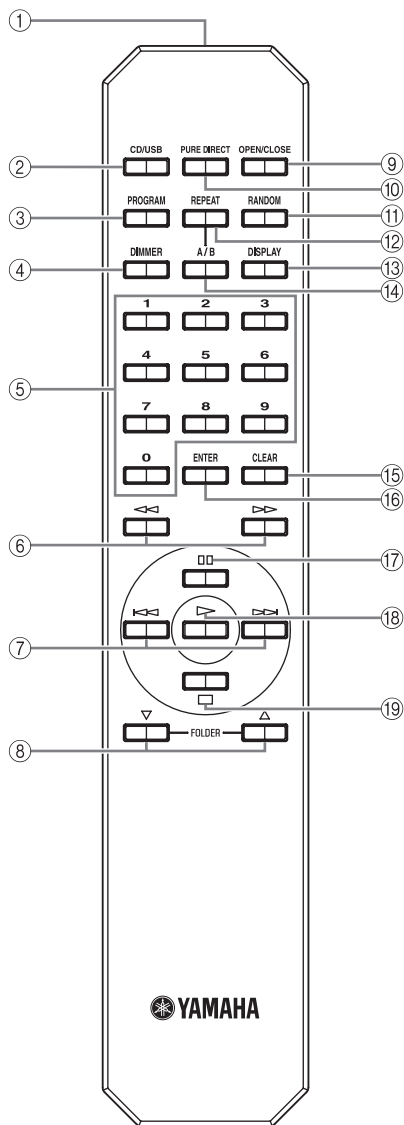 ①
CD/USB PURE DIRECT OPEN/CLOSE
② ⑨
⑩
PROGRAM REPEAT RANDOM
③ ⑪
⑫
DIMMER A/B DISPLAY
④ ⑬
⑭
1 2 3
4 5 6
⑤
7 8 9
0 ENTER CLEAR
⑮
⑯
⑥
⑰
⑱
⑦
⑲
FOLDER
⑧
YAMAHA